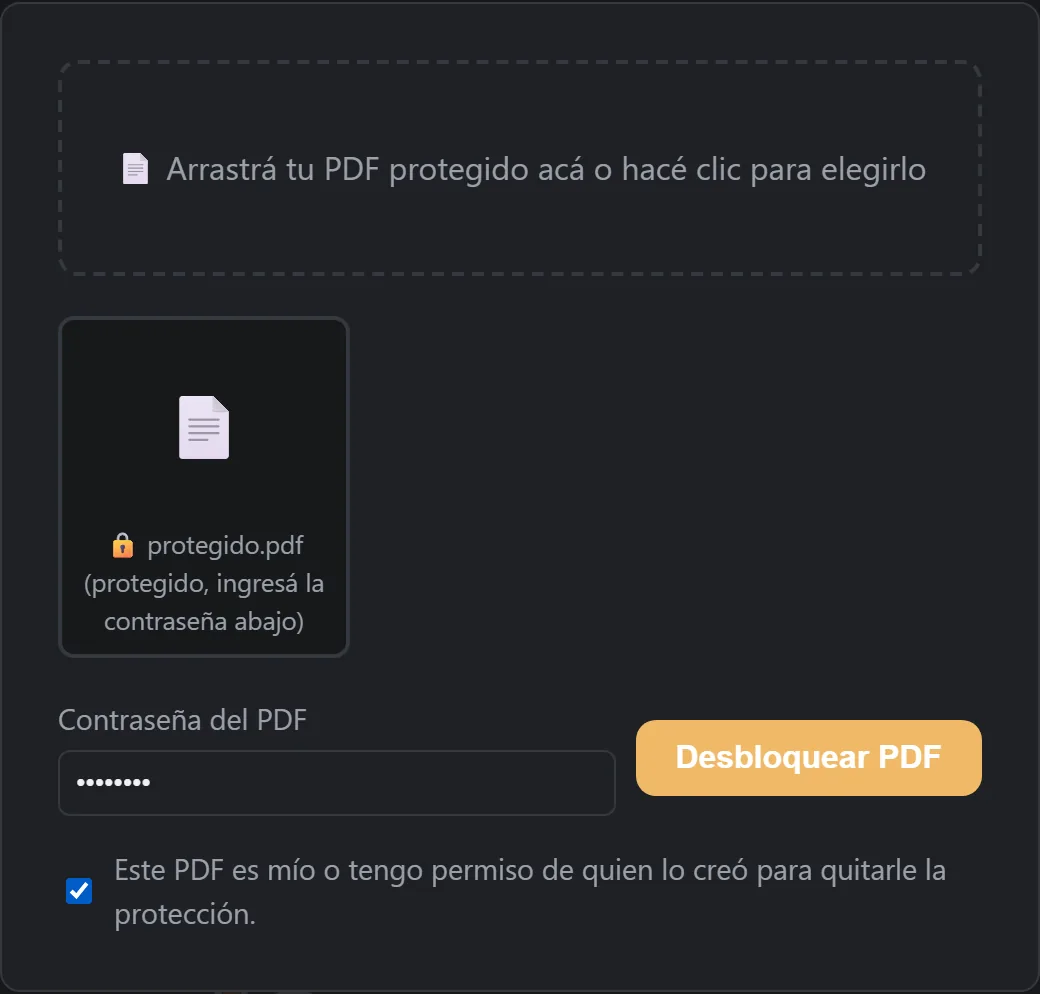 Arrastrá tu PDF protegido acá o hacé clic para elegirlo
protegido.pdf
(protegido, ingresá la
contraseña abajo)
Contraseña del PDF
••••••••
Desbloquear PDF
Este PDF es mío o tengo permiso de quien lo creó para quitarle la
protección.